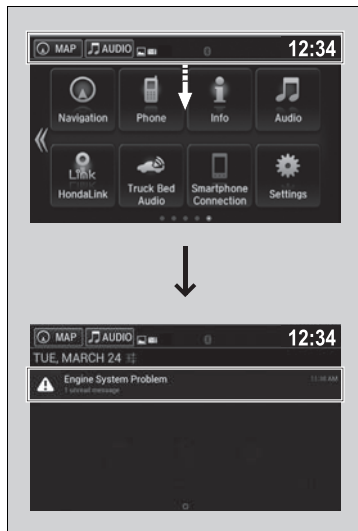 MAP AUDIO 12:34
Navigation Phone Info Audio
Link
HondaLink Truck Bed Smartphone Settings
Audio Connection
MAP AUDIO 12:34
TUE, MARCH 24
Engine System Problem
1 unread message